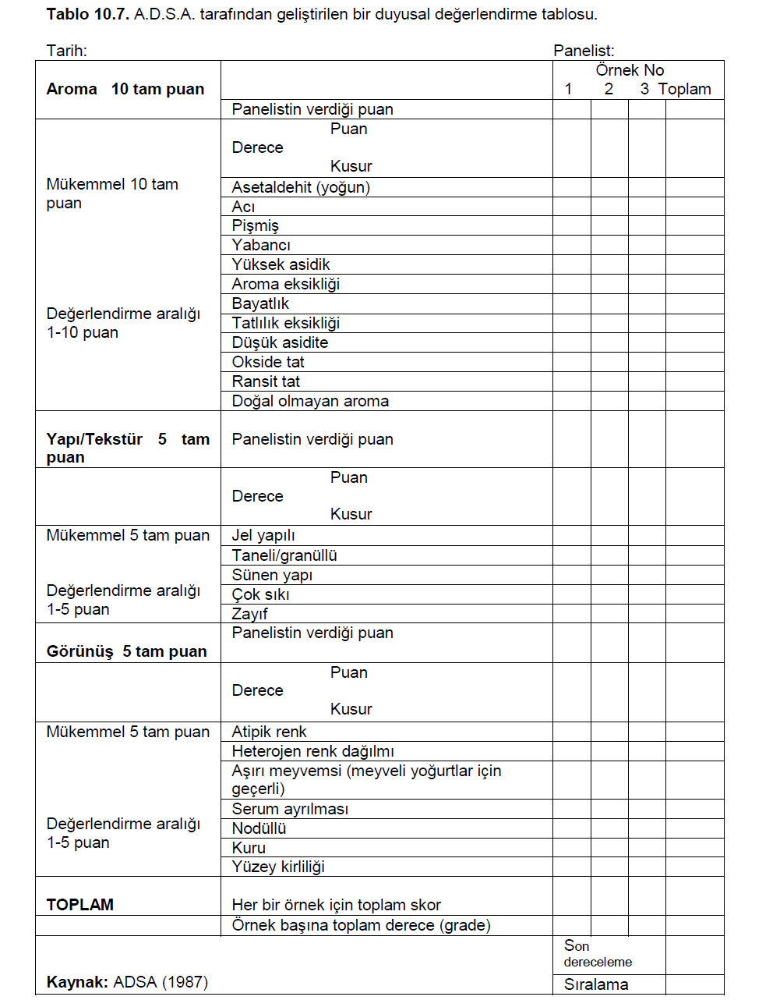 Tablo 10.7. A.D.S.A. tarafından geliştirilen bir duyusal değerlendirme tablosu.
Tarih: Panelist:
Örnek No
Aroma 10 tam puan 1 2 3 Toplam
Panelistin verdiği puan
Puan
Derece
Kusur
Mükemmel 10 tam
puan
Asetaldehit (yoğun)
Acı
Pişmiş
Yabancı
Yüksek asidik
Aroma eksikliği
Bayatlık
Değerlendirme aralığı
1-10 puan
Tatlılık eksikliği
Düşük asidite
Okside tat
Ransit tat
Doğal olmayan aroma
Yapı/Tekstür 5 tam
puan
Panelistin verdiği puan
Puan
Derece
Kusur
Mükemmel 5 tam puan Jel yapılı
Taneli/granüllü
Sünen yapı
Değerlendirme aralığı
1-5 puan
Çok sıkı
Zayıf
Panelistin verdiği puan
Görünüş 5 tam puan
Puan
Derece
Kusur
Mükemmel 5 tam puan Atipik renk
Heterojen renk dağılmı
Aşırı meyvemsi (meyveli yoğurtlar için
geçerli)
Serum ayrılması
Değerlendirme aralığı
1-5 puan
Nodüllü
Kuru
Yüzey kirliliği
TOPLAM Her bir örnek için toplam skor
Örnek başına toplam derece (grade)
Son
dereceleme
Kaynak: ADSA (1987) Sıralama